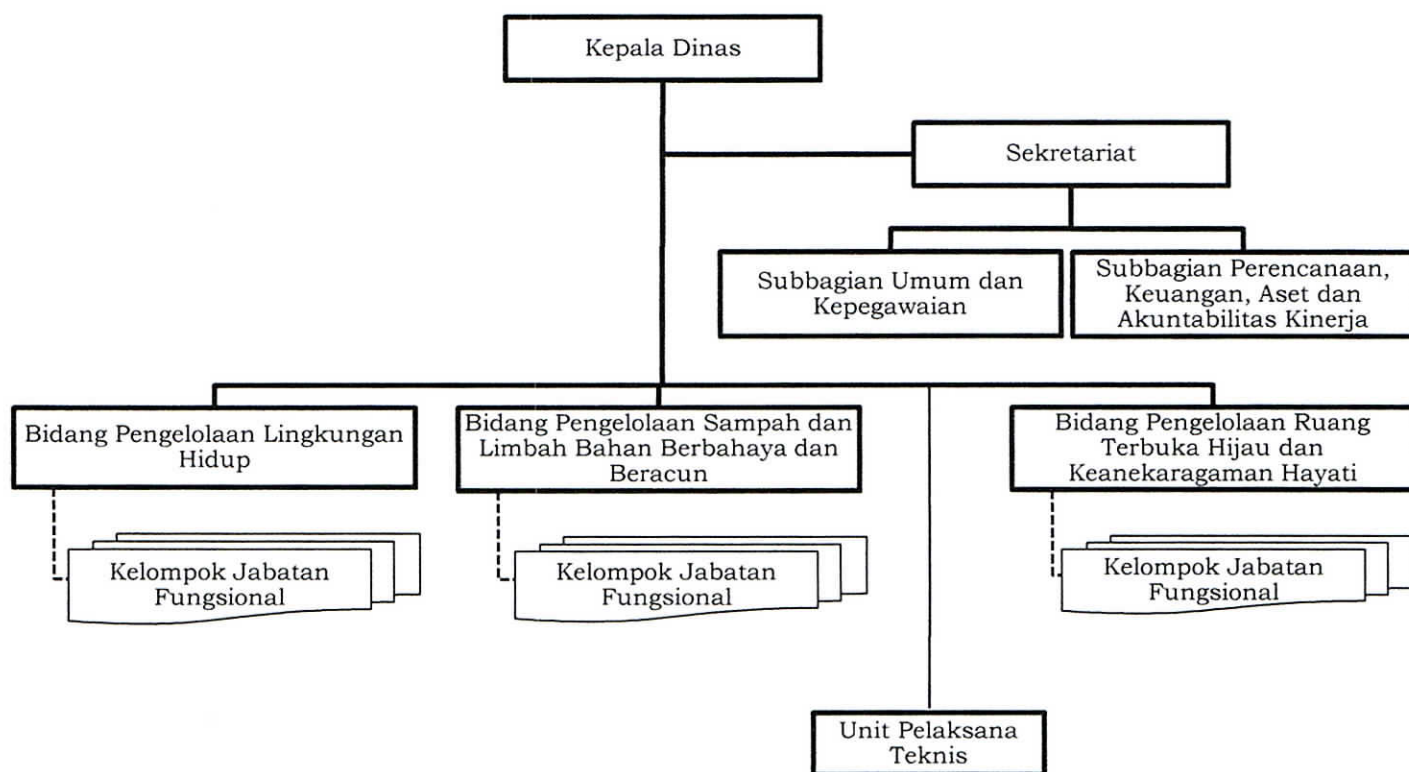 Kepala Dinas
Sekretariat
Subbagian Umum dan
Kepegawaian
Subbagian Perencanaan,
Keuangan, Aset dan
Akuntabilitas Kinerja
Bidang Pengelolaan Lingkungan
Hidup
Bidang Pengelolaan Sampah dan
Limbah Bahan Berbahaya dan
Beracun
Bidang Pengelolaan Ruang
Terbuka Hijau dan
Keanekaragaman Hayati
Kelompok Jabatan
Fungsional
Kelompok Jabatan
Fungsional
Kelompok Jabatan
Fungsional
Unit Pelaksana
Teknis